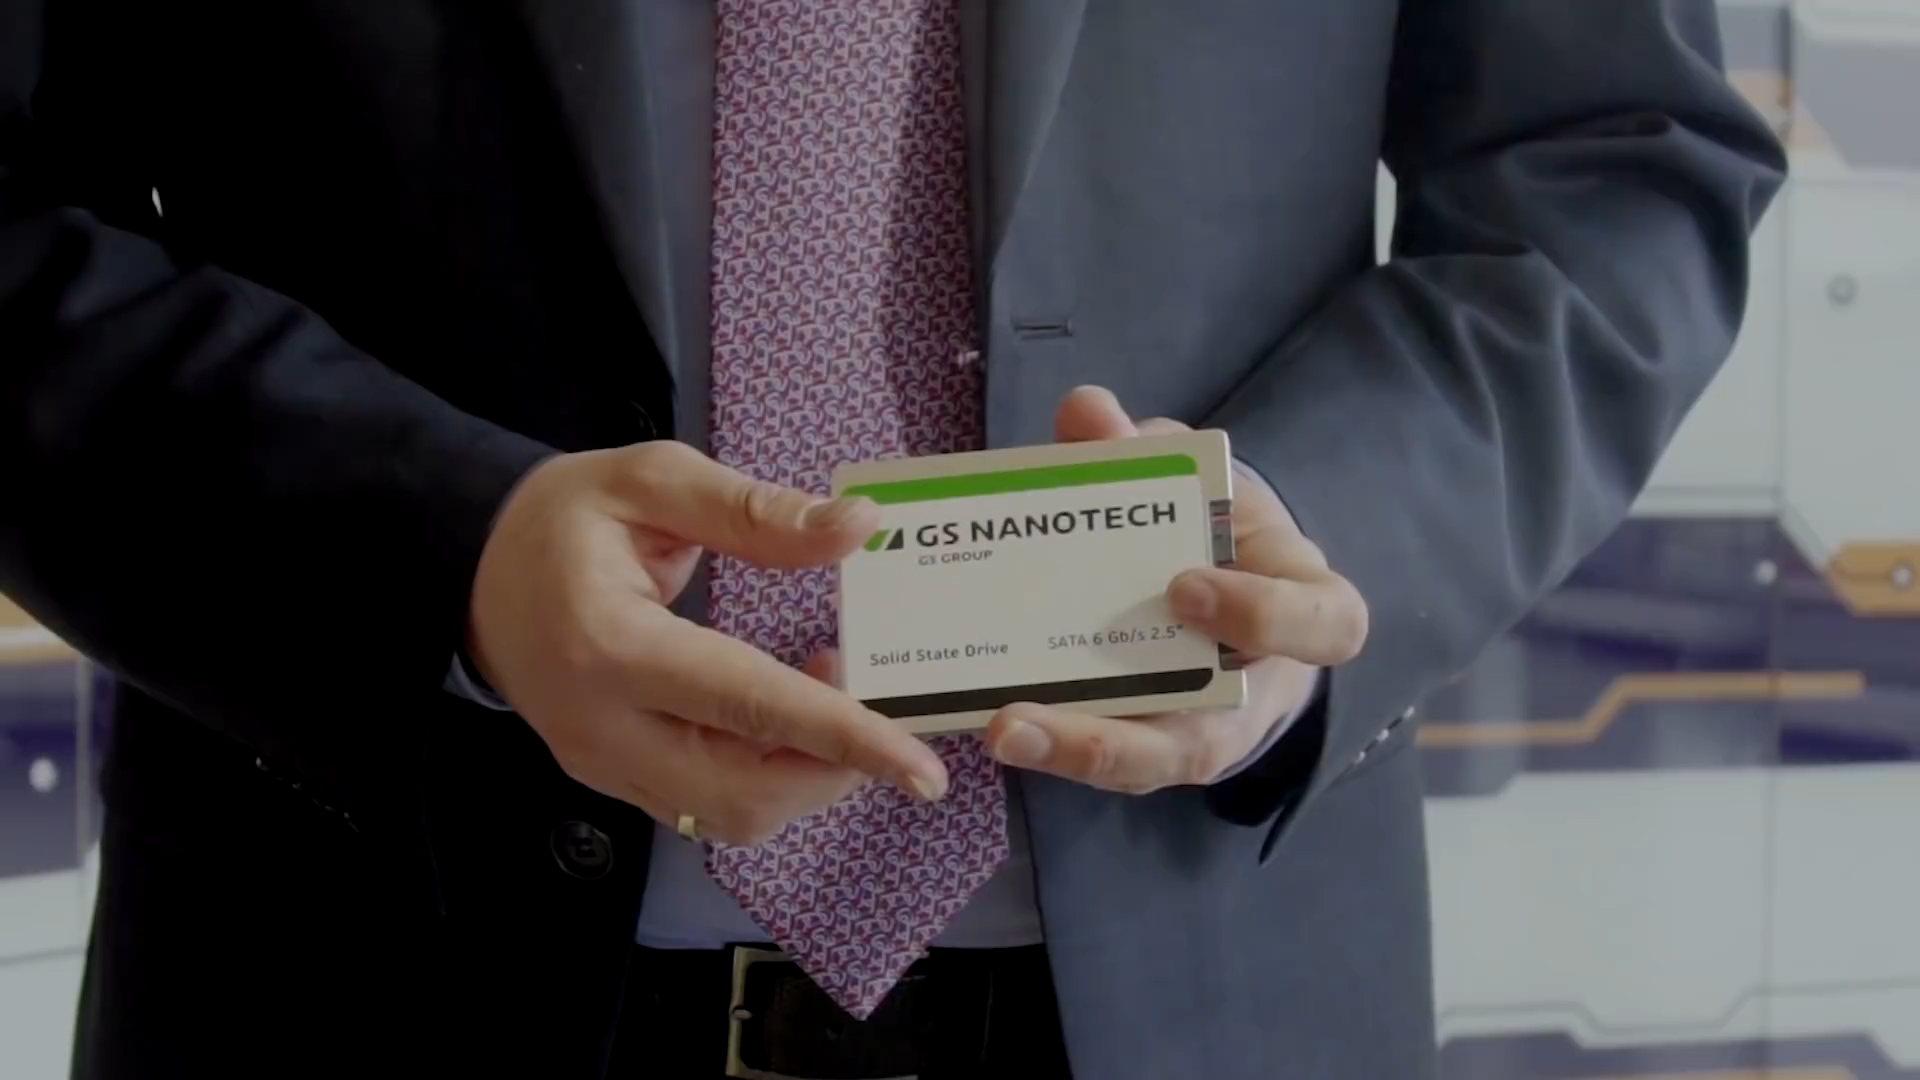 GS NANOTECH
GS GROUP
Solid State Drive
SATA 6 Gb/s 2.5"